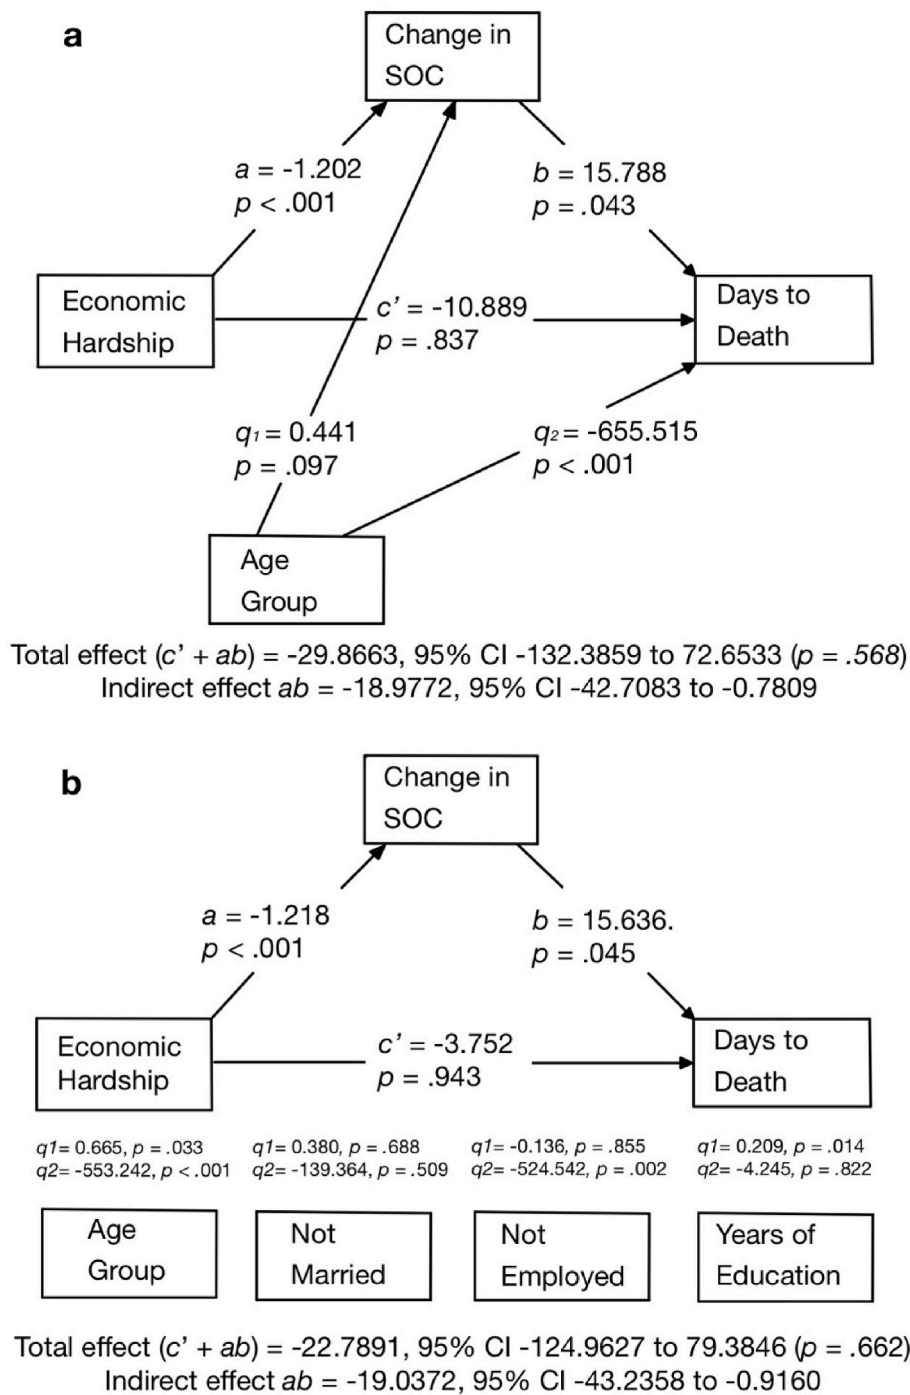 a
Change in
SOC
a = -1.202
p < .001
b = 15.788
p = .043
Economic
Hardship
c’ = -10.889
p = .837
Days to
Death
q1 = 0.441
p = .097
q2 = -655.515
p < .001
Age
Group
Total effect (c’ + ab) = -29.8663, 95% CI -132.3859 to 72.6533 (p = .568)
Indirect effect ab = -18.9772, 95% CI -42.7083 to -0.7809
b
Change in
SOC
a = -1.218
p < .001
b = 15.636.
p = .045
Economic
Hardship
c’ = -3.752
p = .943
Days to
Death
q1= 0.665, p = .033
q2= -553.242, p < .001
q1= 0.380, p = .688
q2= -139.364, p = .509
q1= -0.136, p = .855
q2= -524.542, p = .002
q1= 0.209, p = .014
q2= -4.245, p = .822
Age
Group
Not
Married
Not
Employed
Years of
Education
Total effect (c’ + ab) = -22.7891, 95% CI -124.9627 to 79.3846 (p = .662)
Indirect effect ab = -19.0372, 95% CI -43.2358 to -0.9160